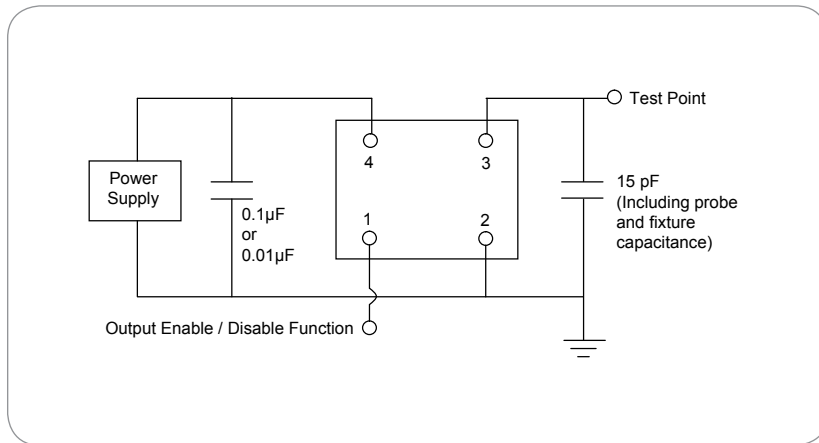 Test Point
4
3
Power
Supply
0.1µF
or
0.01µF
1
2
15 pF
(Including probe
and fixture
capacitance)
Output Enable / Disable Function